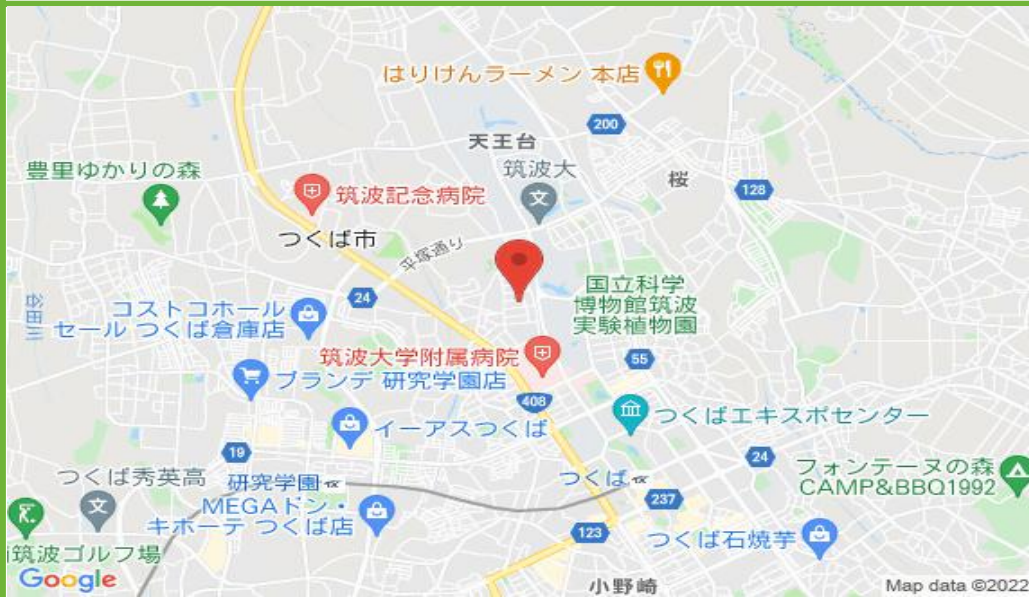 はりけんラーメン 本店
200
天王台
豊里ゆかりの森
筑波大
桜
128
筑波記念病院
つくば市
平塚通り
谷田川
24
国立科学
博物館筑波
実験植物園
コストコホール
セール つくば倉庫店
筑波大学附属病院
55
ブランデ 研究学園店
408
イーアスつくば
つくばエキスポセンター
19
24
つくば秀英高
研究学園
つくば
フォンテーヌの森
CAMP&BBQ1992
MEGAドン・
キホーテ つくば店
237
123
つくば石焼芋
筑波ゴルフ場
Google
小野崎
Map data ©2022